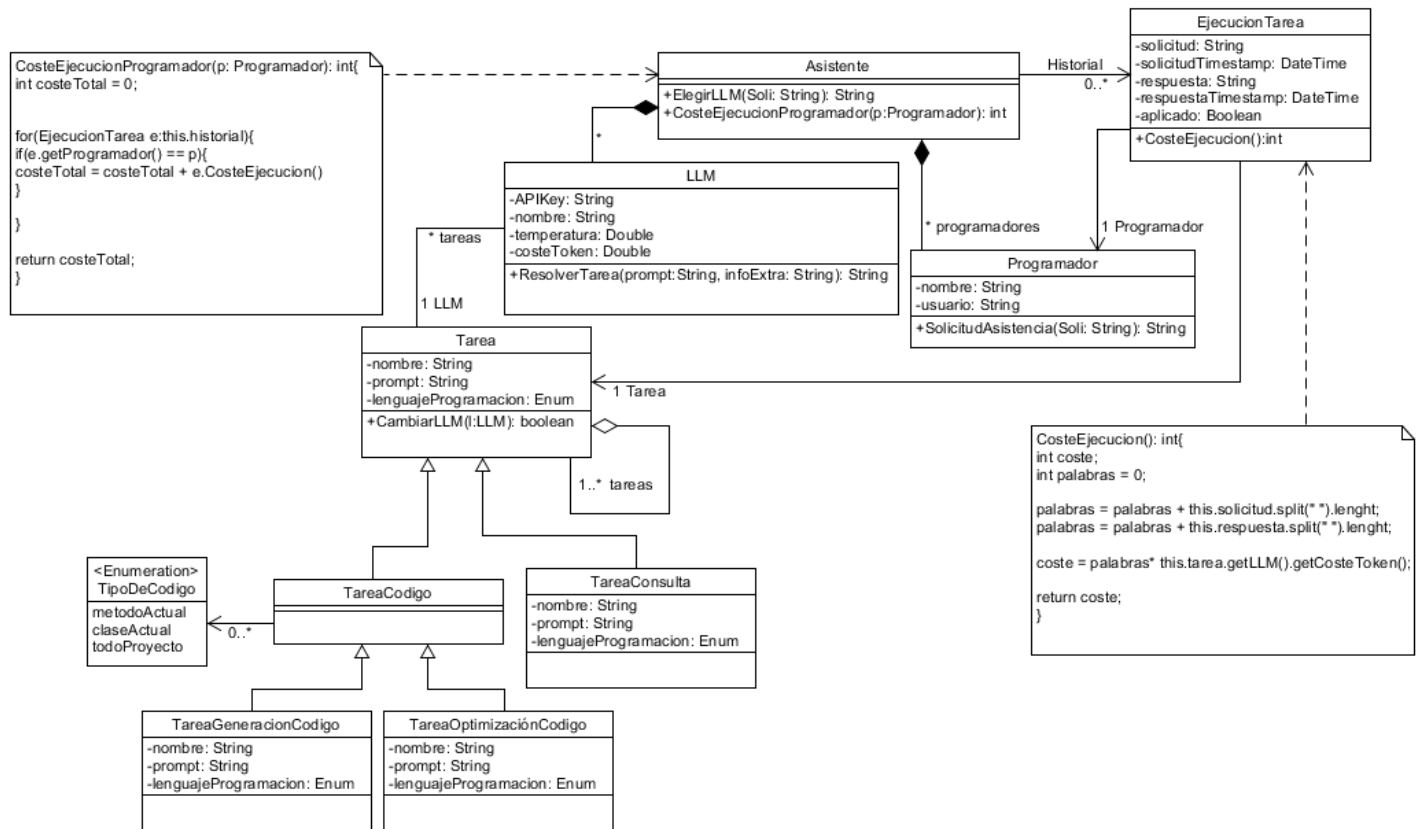 CosteEjecucionProgramador(p: Programador): int{
int costeTotal = 0;
for(EjecucionTarea e:this.historial){
if(e.getProgramador() == p){
costeTotal = costeTotal + e.CosteEjecucion()
}
}
return costeTotal;
}
Asistente
+ElegirLLM(Soli: String): String
+CosteEjecucionProgramador(p:Programador): int
Historial
0..*
EjecucionTarea
-solicitud: String
-solicitudTimestamp: DateTime
-respuesta: String
-respuestaTimestamp: DateTime
-aplicado: Boolean
+CosteEjecucion():int
*
LLM
-APIKey: String
-nombre: String
-temperatura: Double
-costeToken: Double
+ResolverTarea(prompt:String, infoExtra: String): String
* tareas
1 LLM
* programadores
1 Programador
Programador
-nombre: String
-usuario: String
+SolicitudAsistencia(Soli: String): String
Tarea
-nombre: String
-prompt: String
-lenguajeProgramacion: Enum
+CambiarLLM(l:LLM): boolean
1 Tarea
1..* tareas
CosteEjecucion(): int{
int coste;
int palabras = 0;
palabras = palabras + this.solicitud.split(" ").lenght;
palabras = palabras + this.respuesta.split(" ").lenght;
coste = palabras* this.tarea.getLLM().getCosteToken();
return coste;
}
<Enumeration>
TipoDeCodigo
metodoActual
claseActual
todoProyecto
0..*
TareaCodigo
TareaConsulta
-nombre: String
-prompt: String
-lenguajeProgramacion: Enum
TareaGeneracionCodigo
-nombre: String
-prompt: String
-lenguajeProgramacion: Enum
TareaOptimizaciónCodigo
-nombre: String
-prompt: String
-lenguajeProgramacion: Enum